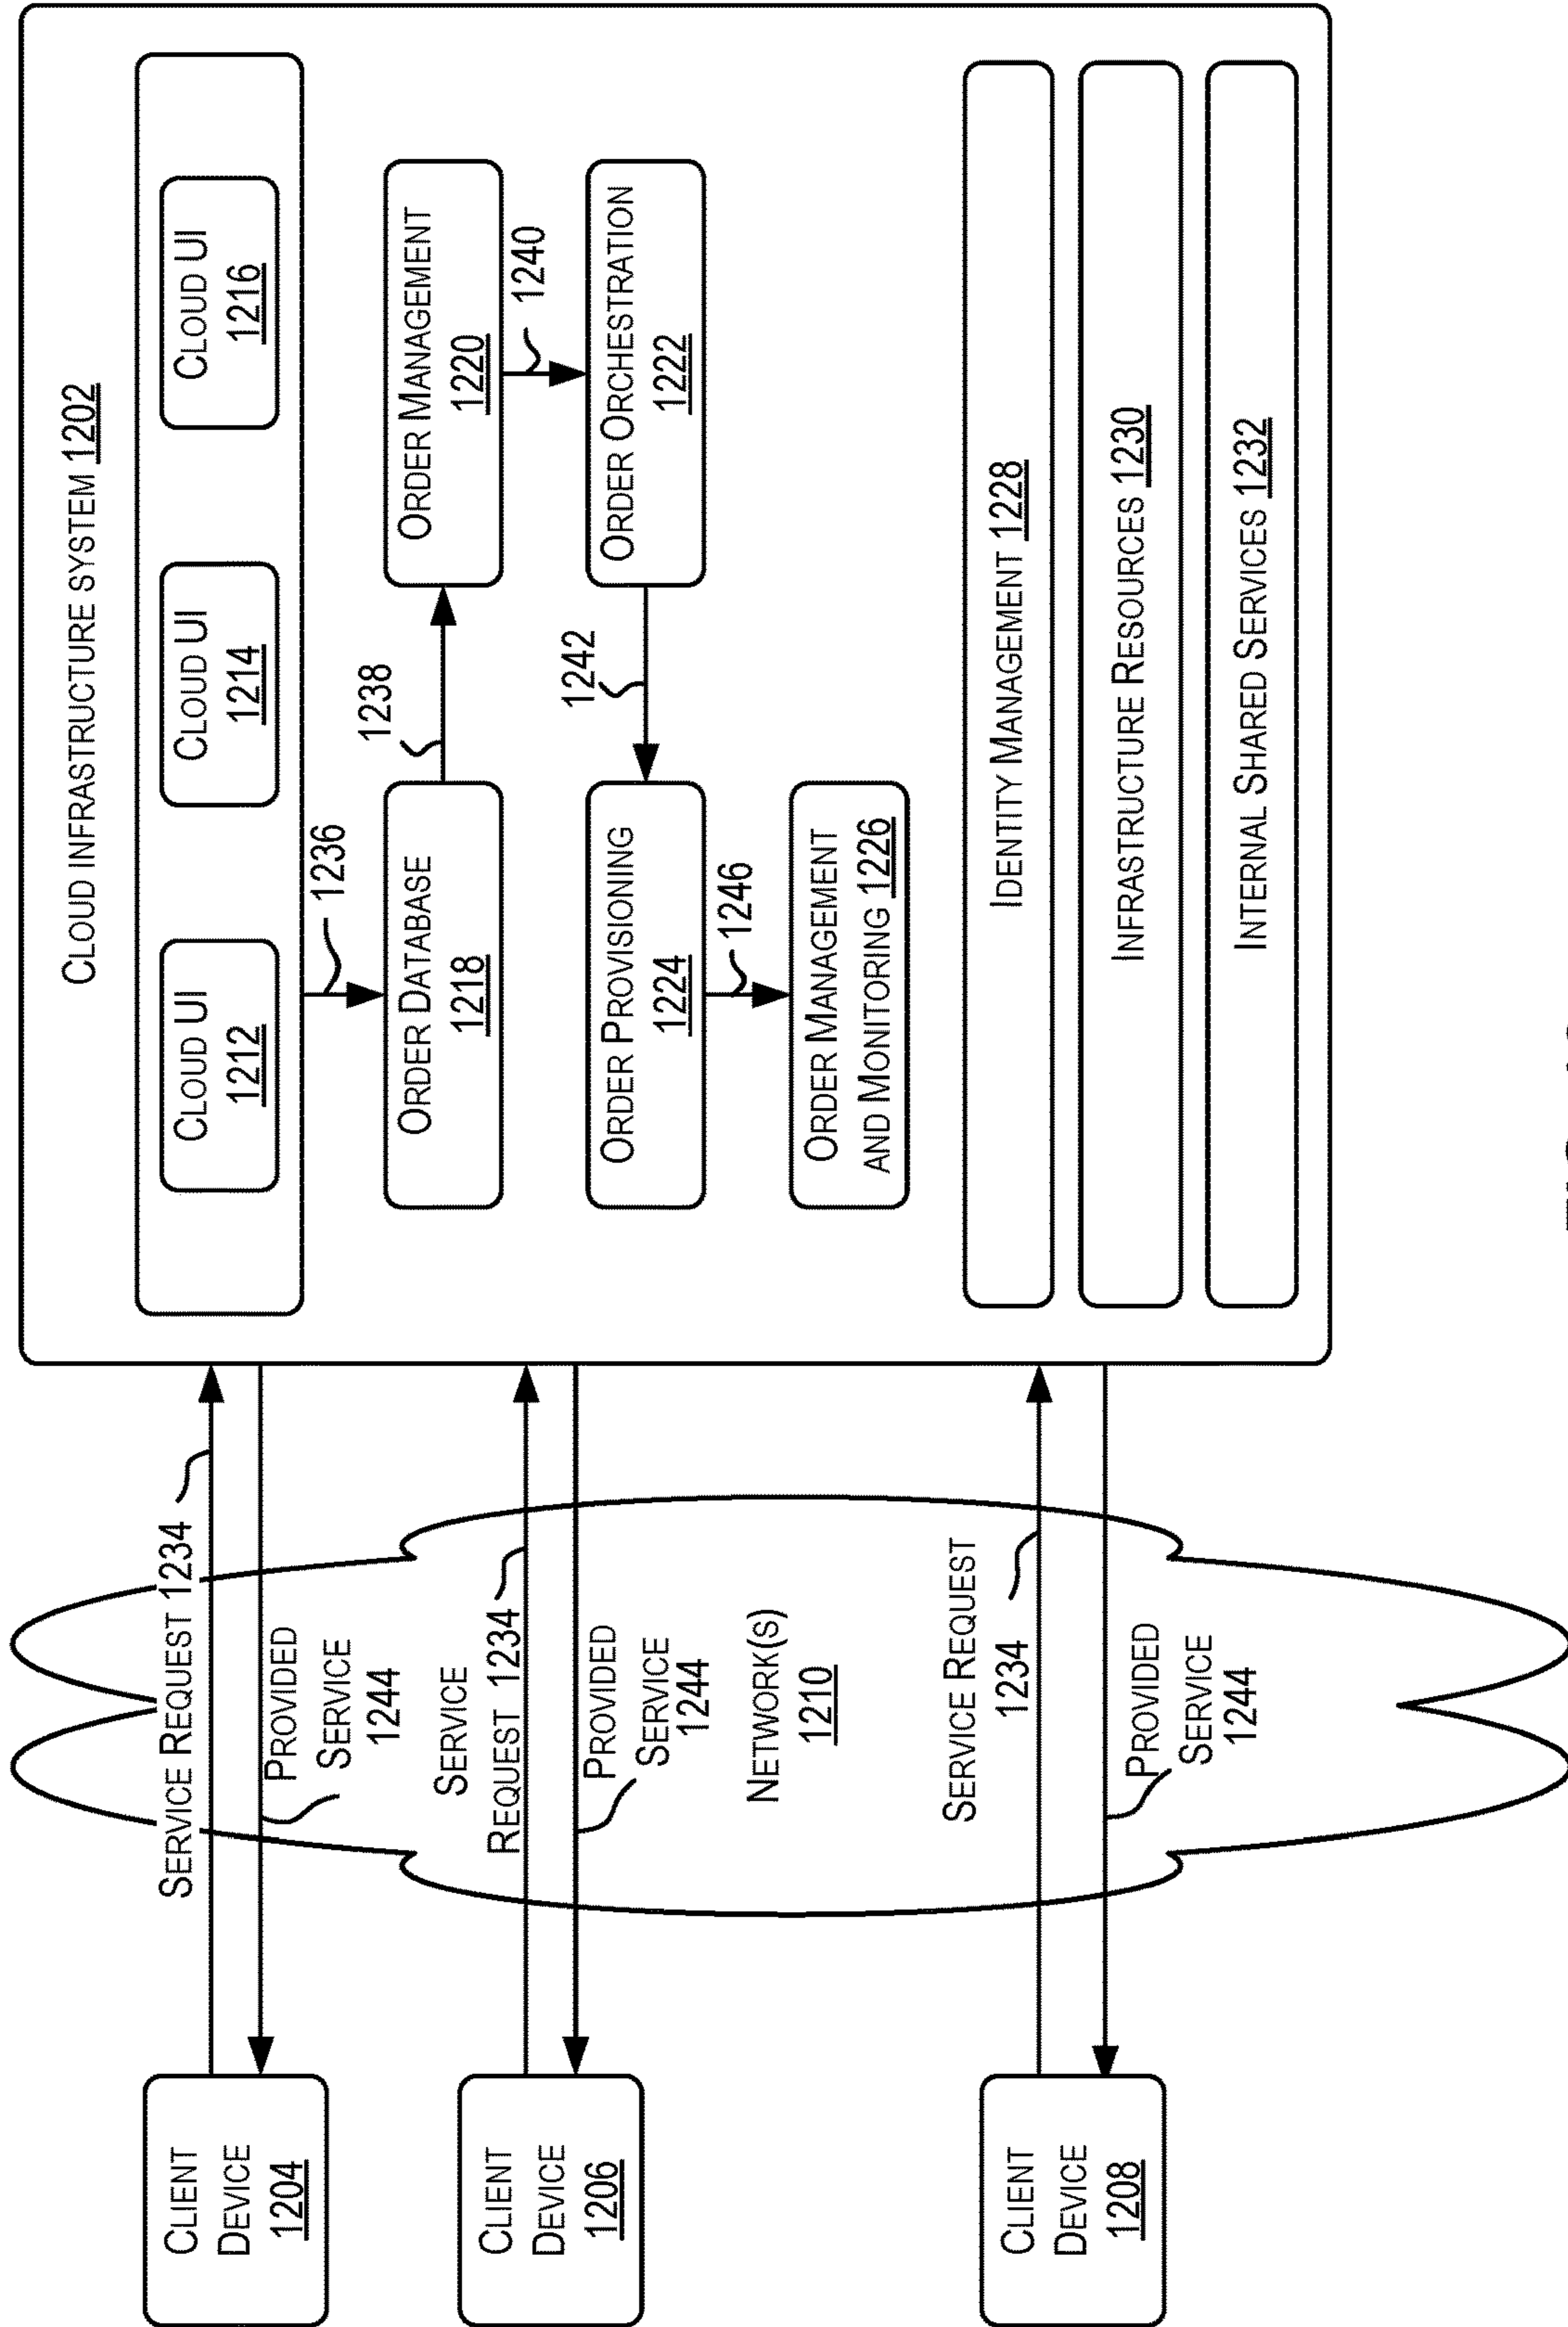 CLOUD INFRASTRUCTURE SYSTEM 1202
CLOUD UI
1212
CLOUD UI
1214
CLOUD UI
1216
1236
ORDER DATABASE
1218
1238
ORDER MANAGEMENT
1220
1240
ORDER PROVISIONING
1224
1242
ORDER ORCHESTRATION
1222
1246
ORDER MANAGEMENT
AND MONITORING 1226
IDENTITY MANAGEMENT 1228
INFRASTRUCTURE RESOURCES 1230
INTERNAL SHARED SERVICES 1232
SERVICE REQUEST 1234
PROVIDED
SERVICE
1244
SERVICE
REQUEST 1234
PROVIDED
SERVICE
1244
NETWORK(S)
1210
SERVICE REQUEST
1234
PROVIDED
SERVICE
1244
CLIENT
DEVICE
1204
CLIENT
DEVICE
1206
CLIENT
DEVICE
1208